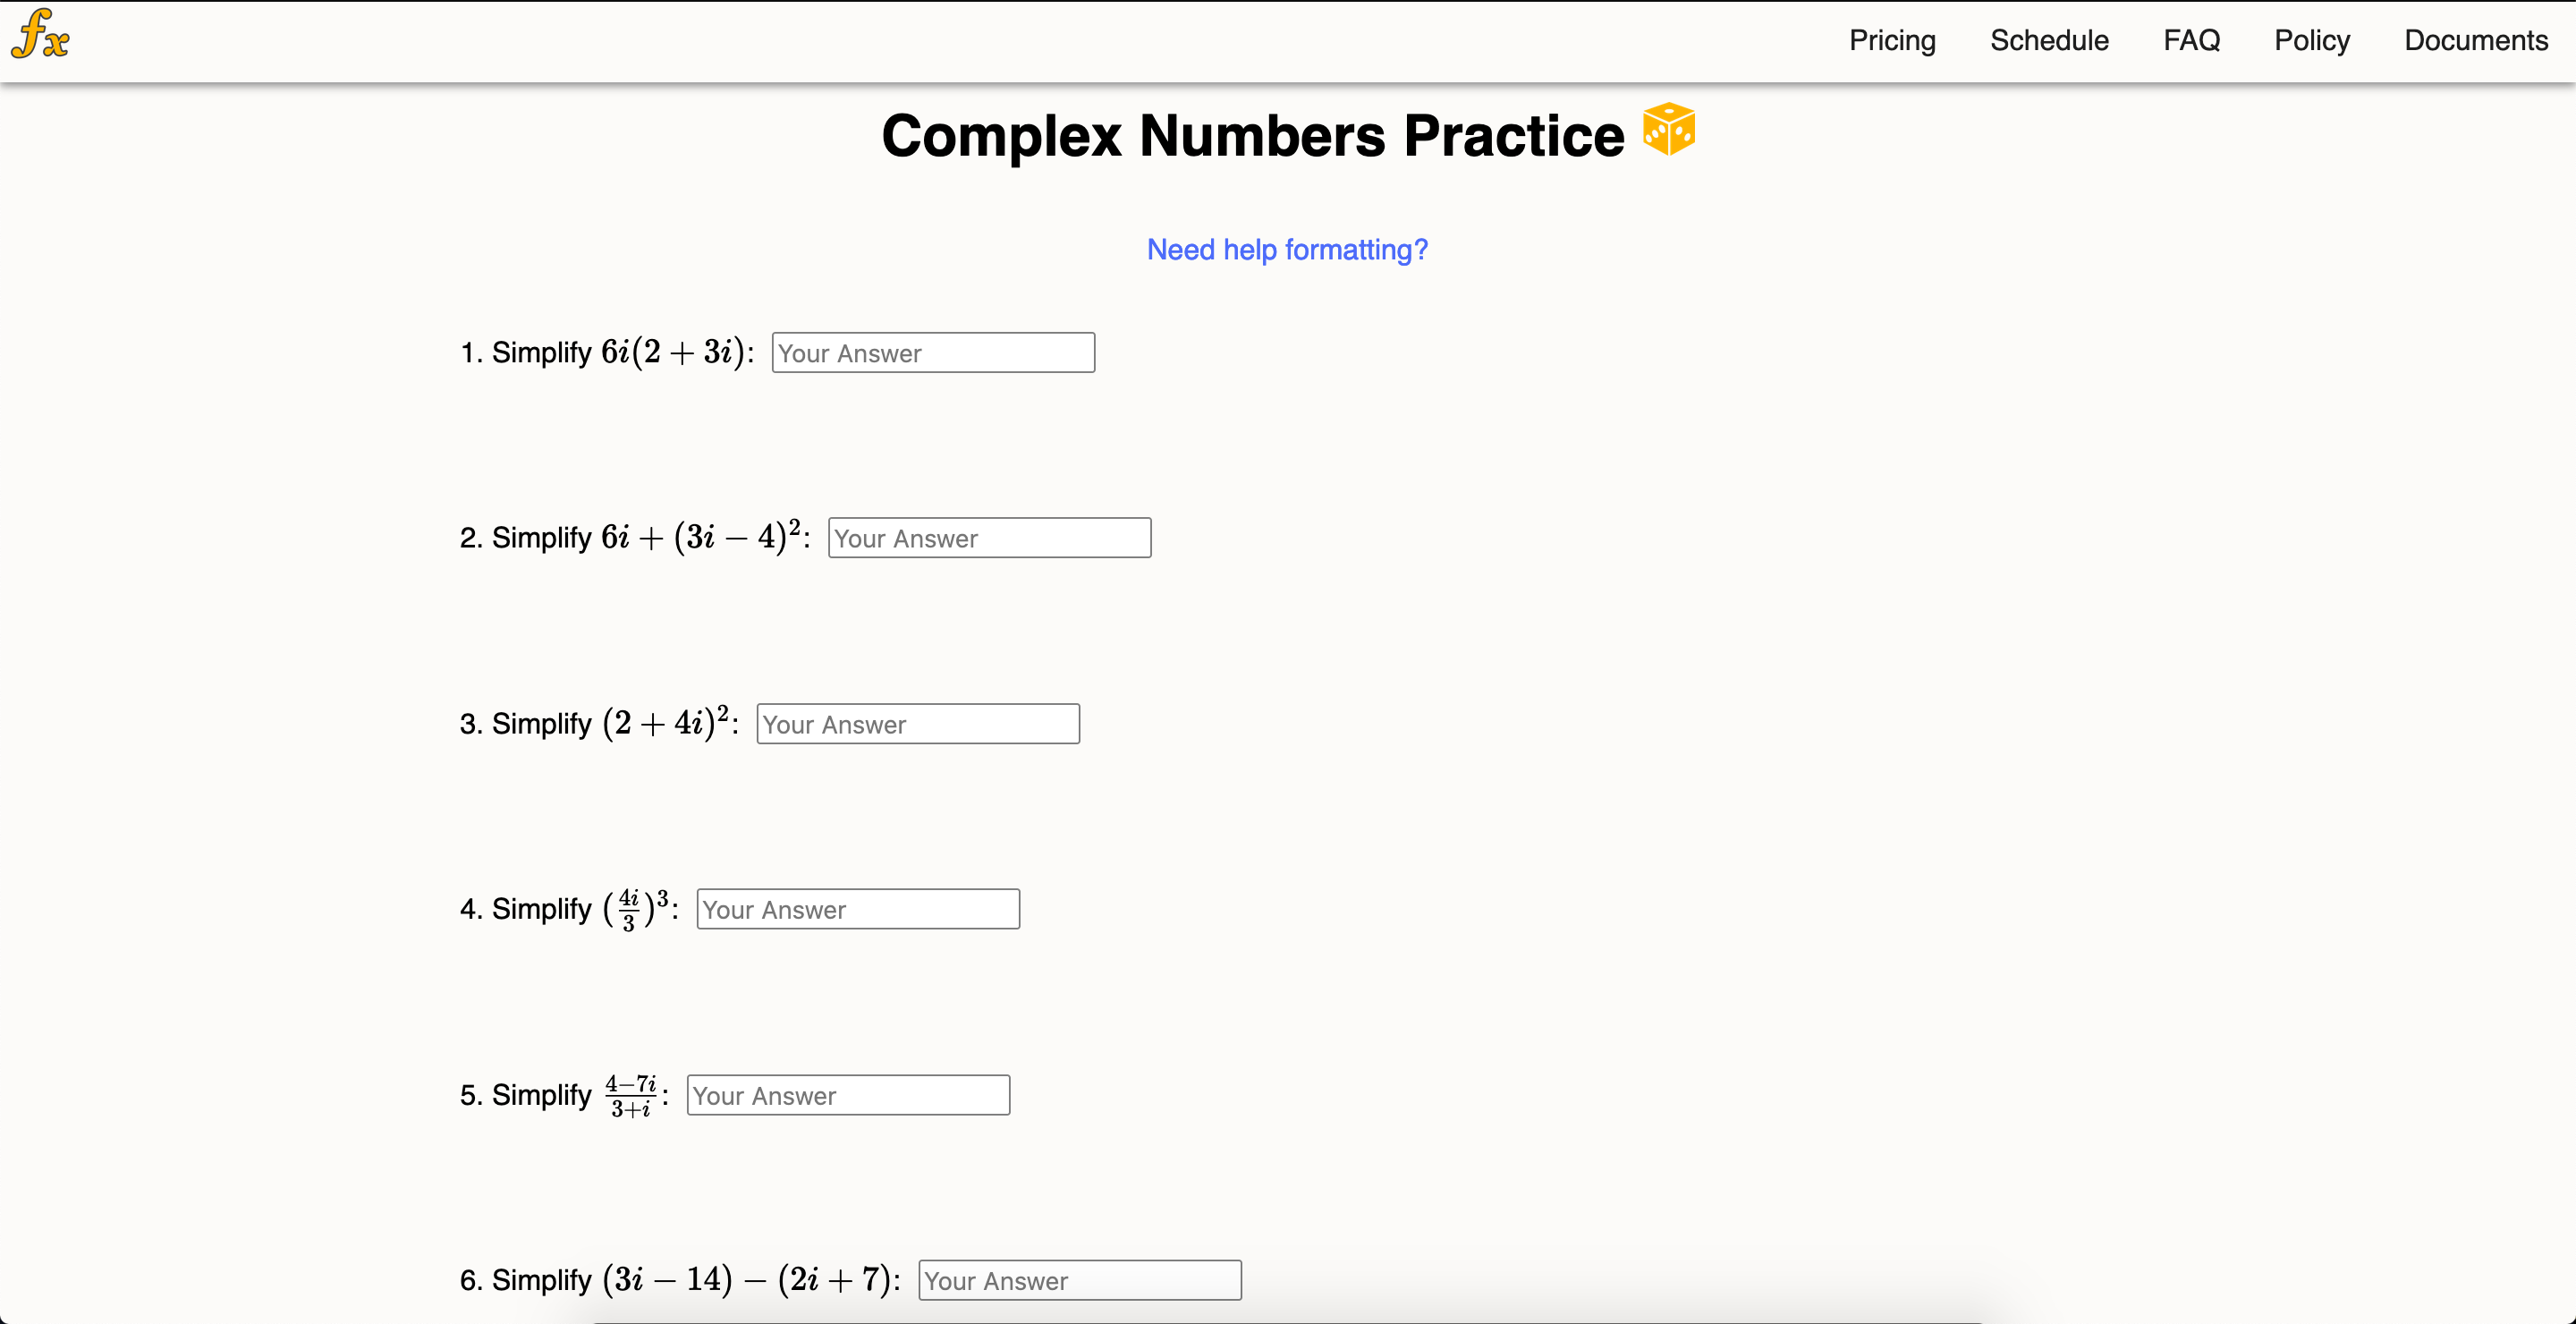 fx
Pricing Schedule FAQ Policy Documents
Complex Numbers Practice
Need help formatting?
1. Simplify 6i(2 + 3i): Your Answer
2. Simplify 6i + (3i − 4)²: Your Answer
3. Simplify (2 + 4i)²: Your Answer
4. Simplify (4i/3)³: Your Answer
5. Simplify 4−7i/3+i: Your Answer
6. Simplify (3i − 14) − (2i + 7): Your Answer